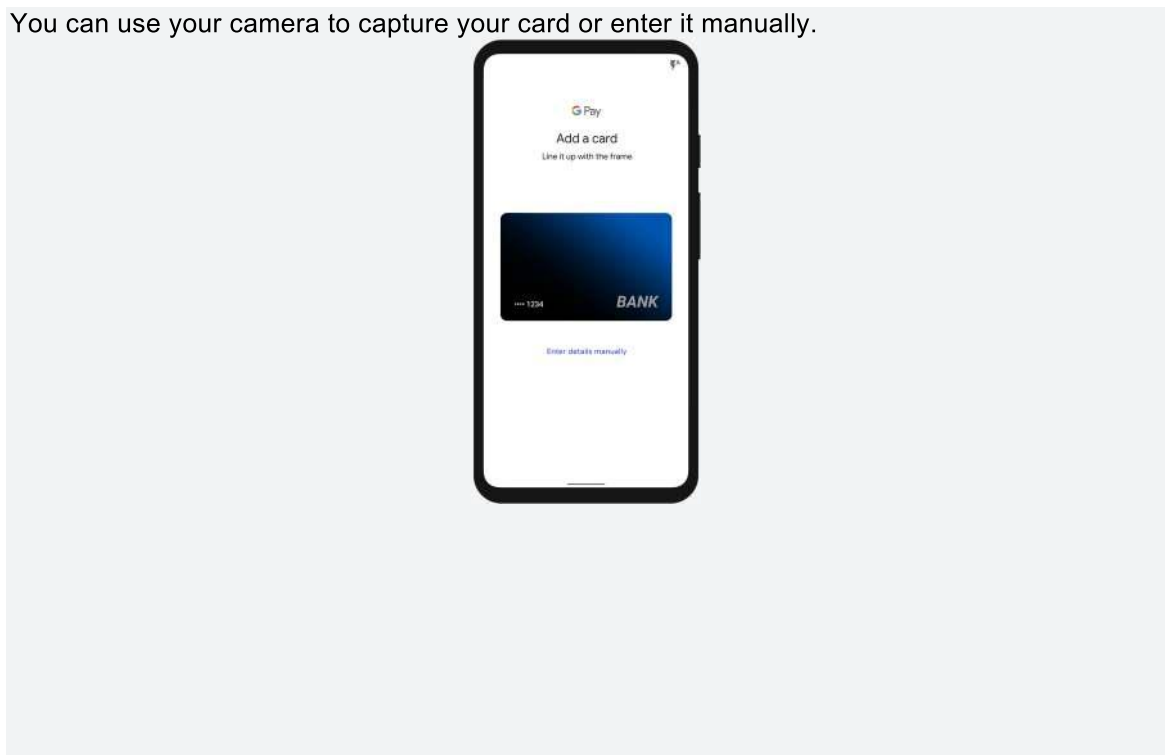 You can use your camera to capture your card or enter it manually.
G Pay
Add a card
Line it up with the frame
•••• 1234
BANK
Enter details manually